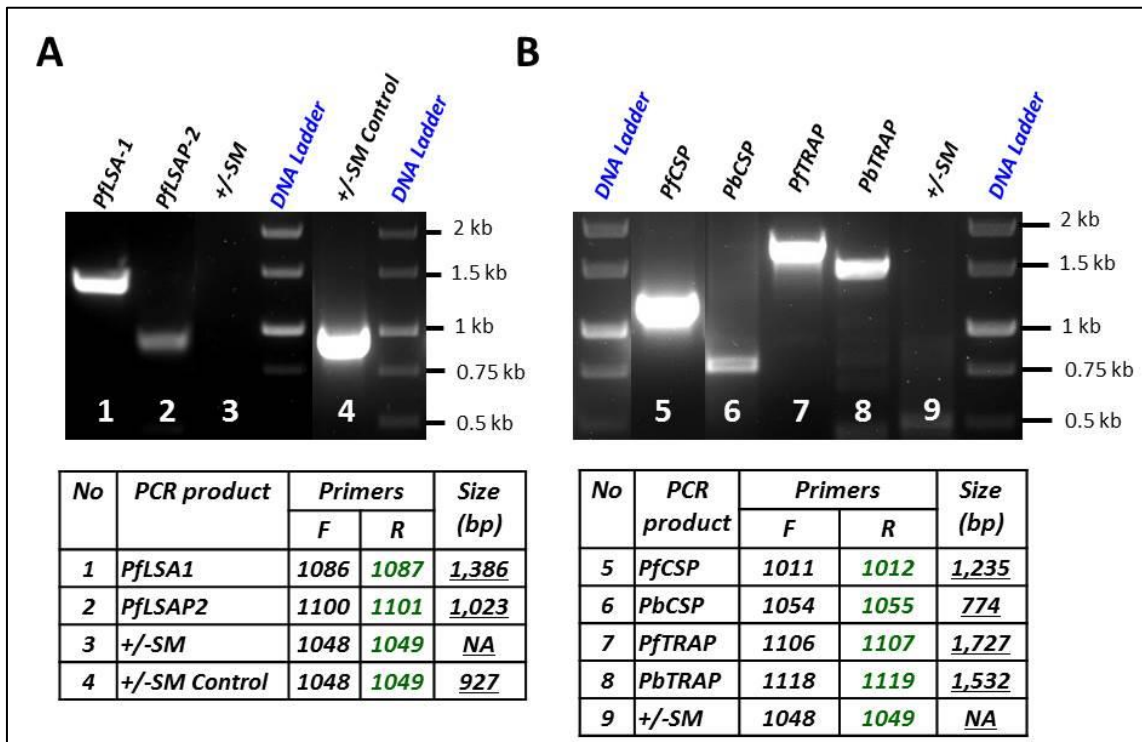 A
PfLSA-1
PfLSAP-2
+/-SM
DNA Ladder
+/-SM Control
DNA Ladder
2 kb
1.5 kb
1 kb
0.75 kb
0.5 kb
1 2 3 4
No PCR product Primers Size (bp)
F R
1 PfLSA1 1086 1087 1,386
2 PfLSAP2 1100 1101 1,023
3 +/-SM 1048 1049 NA
4 +/-SM Control 1048 1049 927
B
DNA Ladder
PfCSP
PbCSP
PfTRAP
PbTRAP
+/-SM
DNA Ladder
2 kb
1.5 kb
1 kb
0.75 kb
0.5 kb
5 6 7 8 9
No PCR product Primers Size (bp)
F R
5 PfCSP 1011 1012 1,235
6 PbCSP 1054 1055 774
7 PfTRAP 1106 1107 1,727
8 PbTRAP 1118 1119 1,532
9 +/-SM 1048 1049 NA